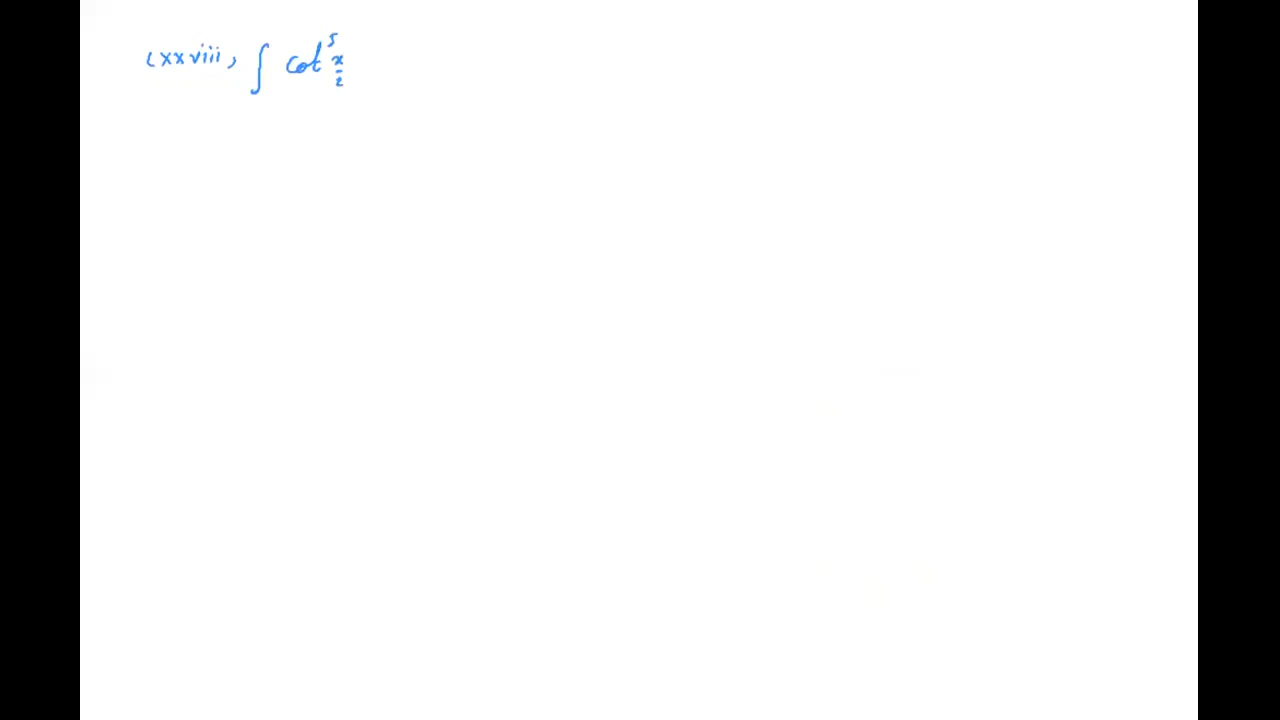 (xxviii) ∫ cot⁵ x/2